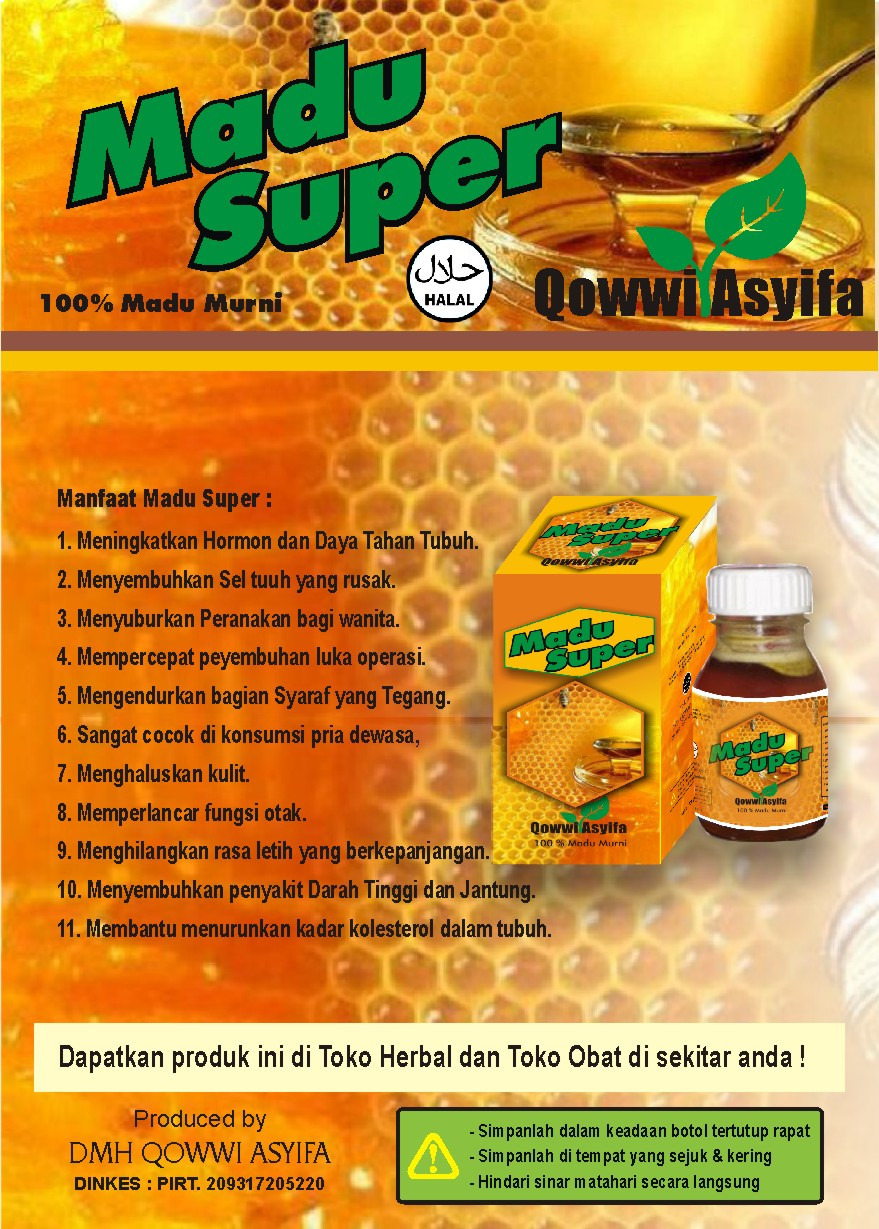 Madu
Super
100% Madu Murni
حلال
HALAL
Qowwi Asyifa
Manfaat Madu Super :
1. Meningkatkan Hormon dan Daya Tahan Tubuh.
2. Menyembuhkan Sel tuuh yang rusak.
3. Menyuburkan Peranakan bagi wanita.
4. Mempercepat peyembuhan luka operasi.
5. Mengendurkan bagian Syaraf yang Tegang.
6. Sangat cocok di konsumsi pria dewasa,
7. Menghaluskan kulit.
8. Memperlancar fungsi otak.
9. Menghilangkan rasa letih yang berkepanjangan.
10. Menyembuhkan penyakit Darah Tinggi dan Jantung.
11. Membantu menurunkan kadar kolesterol dalam tubuh.
Madu
Super
Qowwi Asyifa
Madu
Super
Qowwi Asyifa
100 % Madu Murni
Madu
Super
Qowwi Asyifa
100 % Madu Murni
Dapatkan produk ini di Toko Herbal dan Toko Obat di sekitar anda !
Produced by
DMH QOWWI ASYIFA
DINKES : PIRT. 209317205220
- Simpanlah dalam keadaan botol tertutup rapat
- Simpanlah di tempat yang sejuk & kering
- Hindari sinar matahari secara langsung